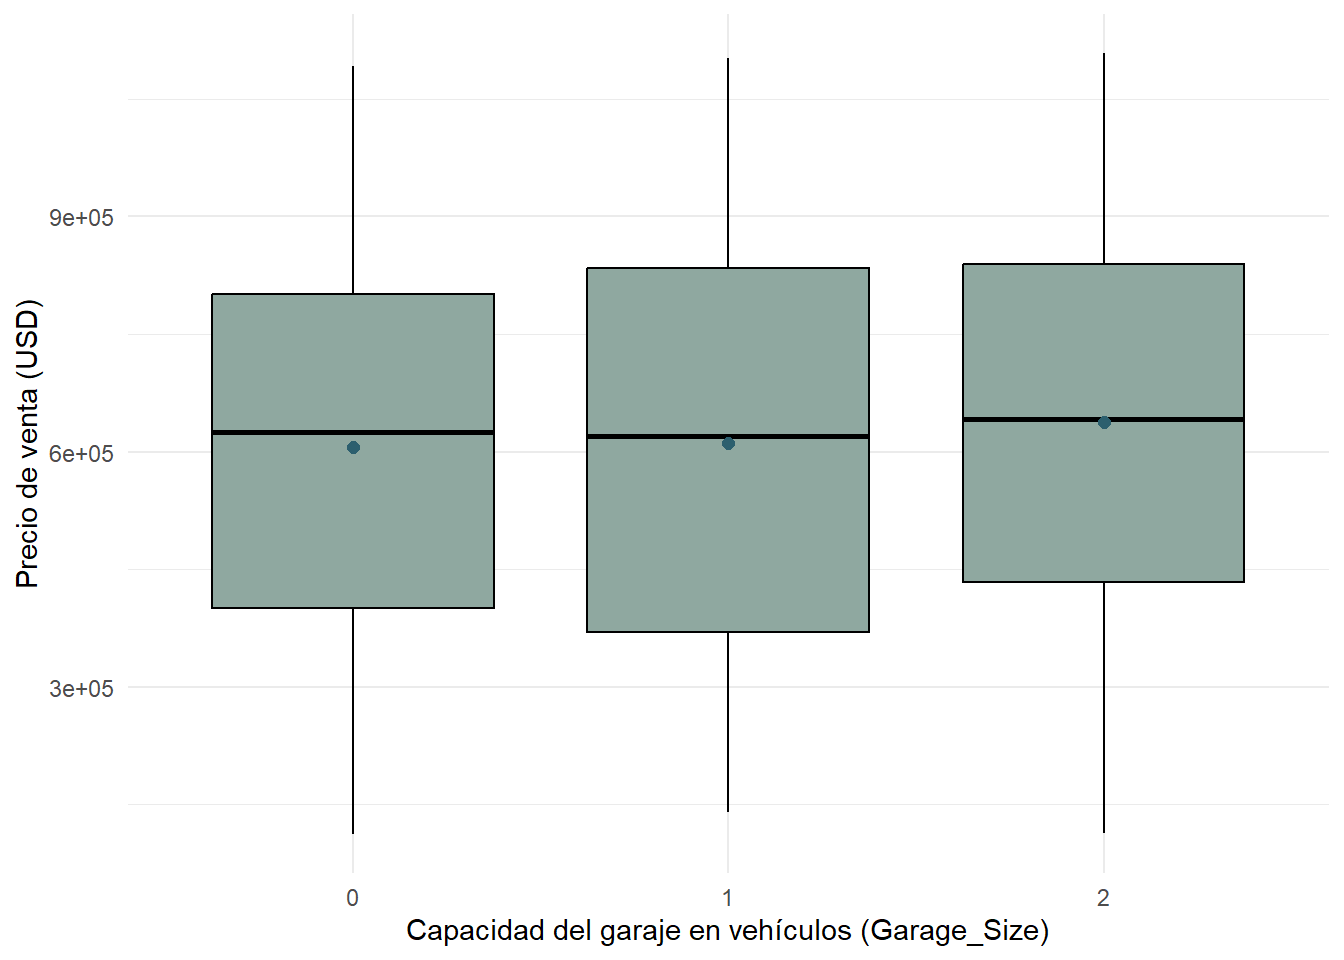 Precio de venta (USD)
9e+05
6e+05
3e+05
0 1 2
Capacidad del garaje en vehículos (Garage_Size)